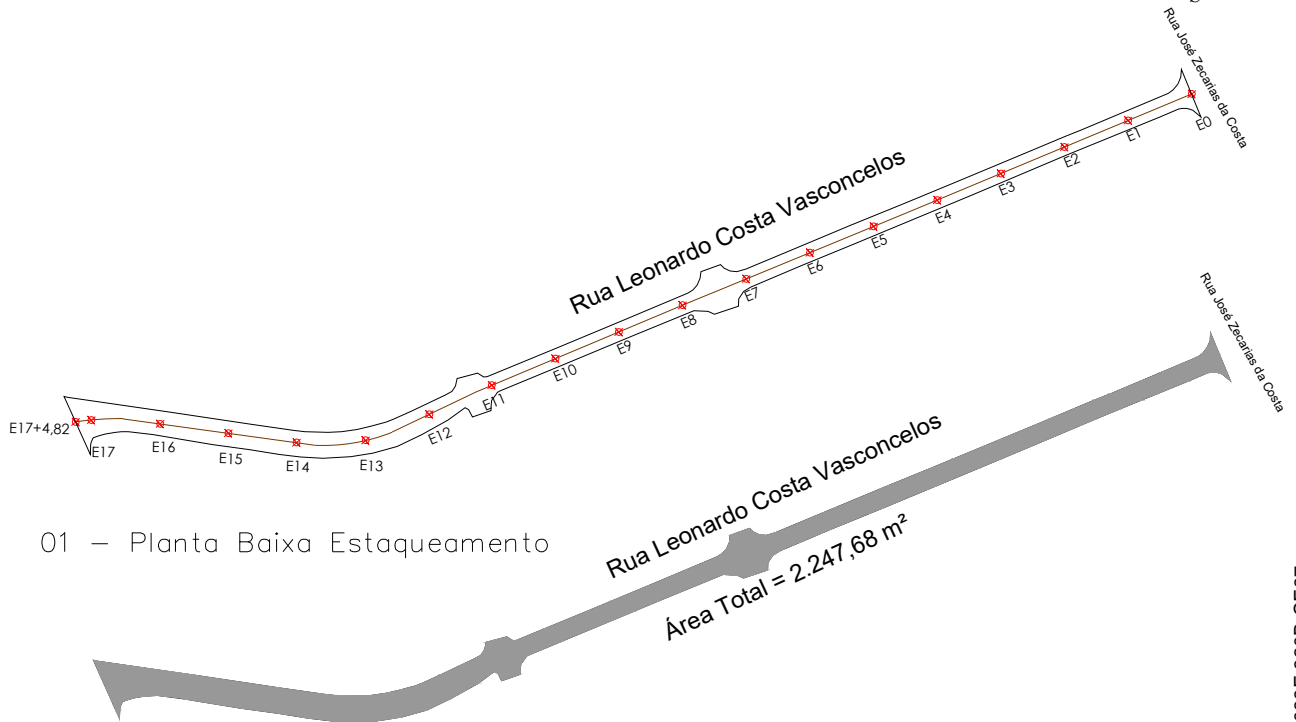 Rua José Zecarias da Costa
E0
E1
E2
E3
E4
E5
E6
E7
E8
E9
E10
E11
E12
E13
E14
E15
E16
E17
E17+4,82
Rua Leonardo Costa Vasconcelos
01 – Planta Baixa Estaqueamento
Rua José Zecarias da Costa
Rua Leonardo Costa Vasconcelos
Área Total = 2.247,68 m²